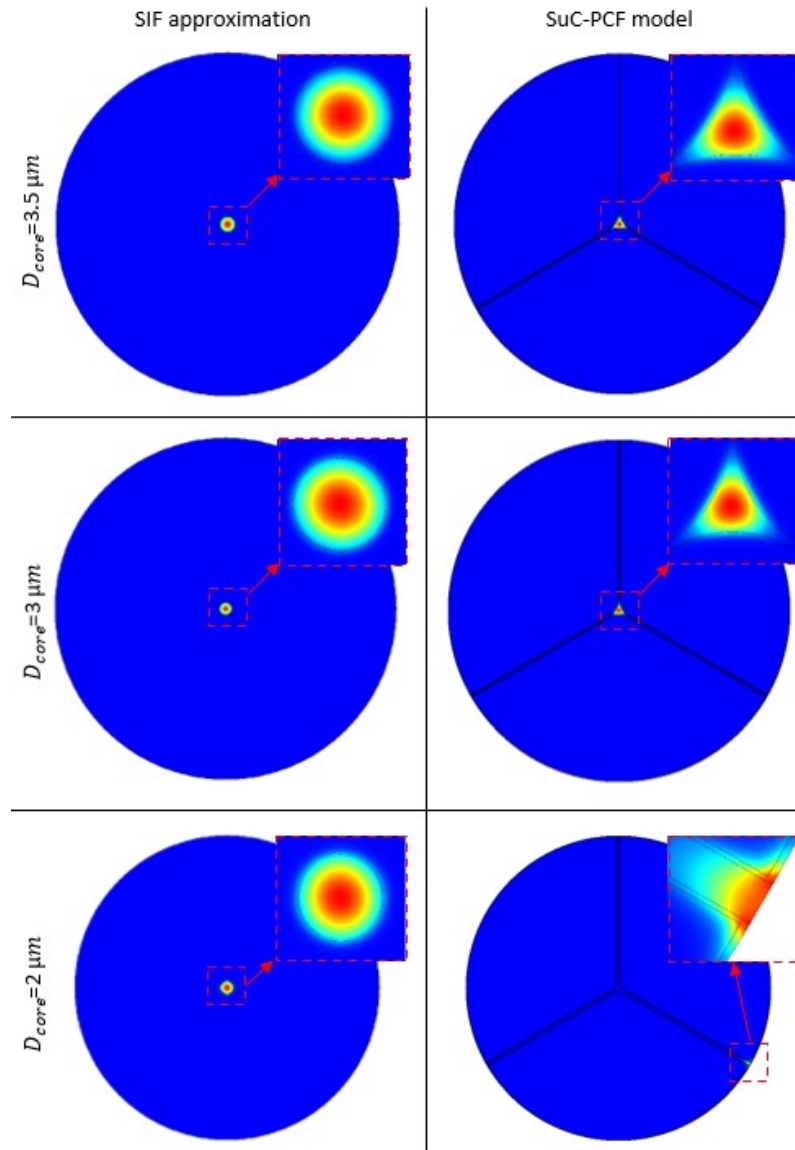 SIF approximation
SuC-PCF model
D_core=3.5 μm
D_core=3 μm
D_core=2 μm